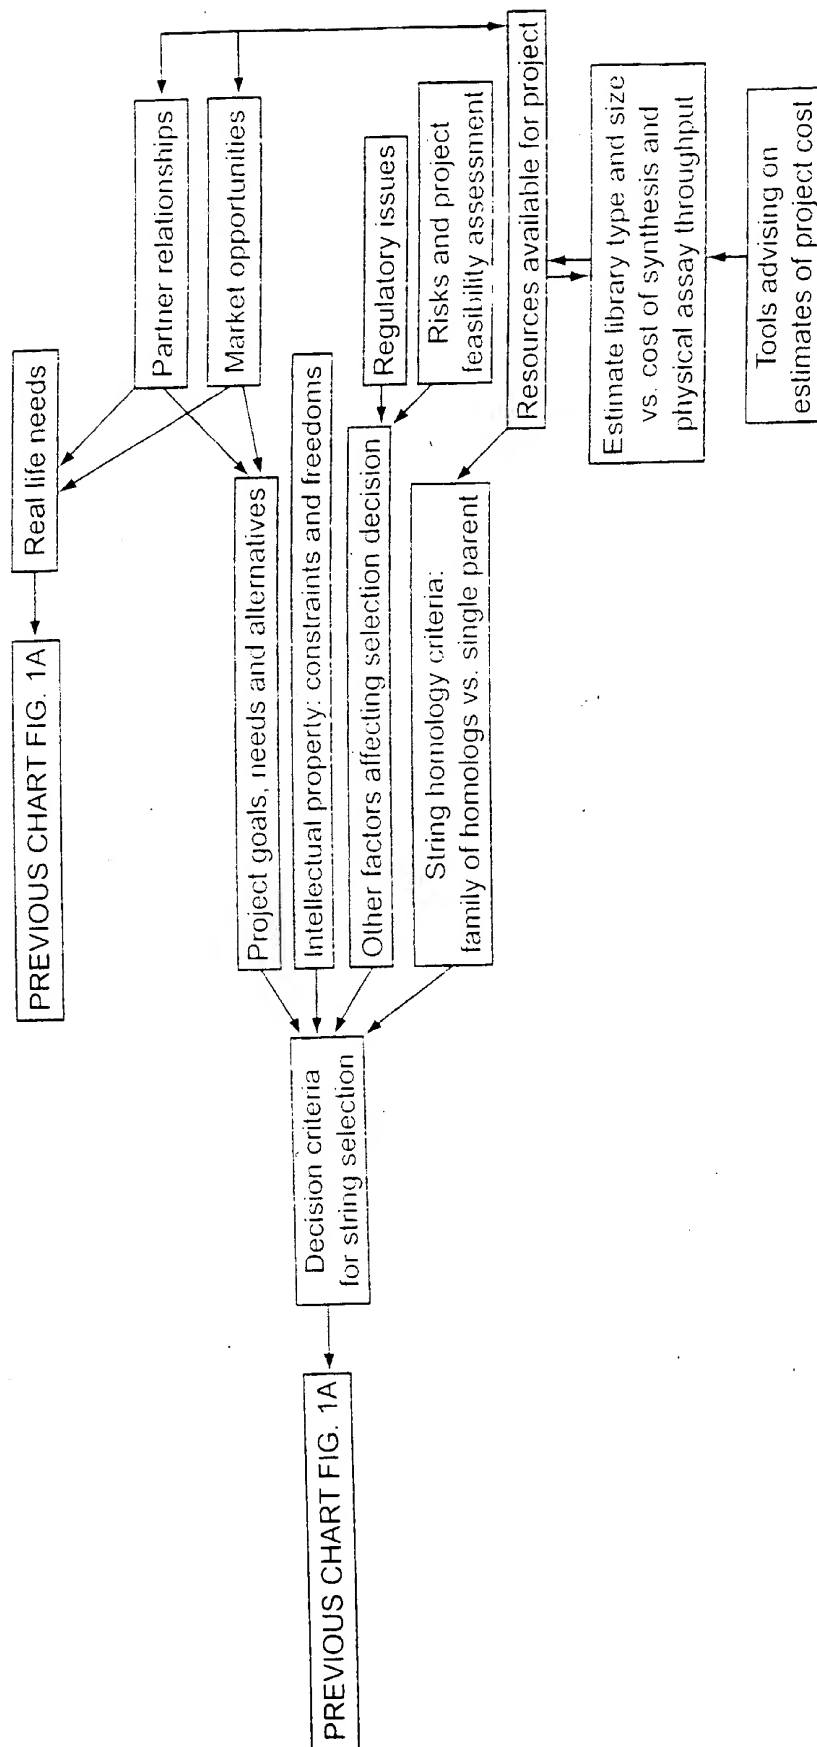 PREVIOUS CHART FIG. 1A
Real life needs
Partner relationships
Market opportunities
Project goals, needs and alternatives
Intellectual property: constraints and freedoms
Regulatory issues
Other factors affecting selection decision
Risks and project
feasibility assessment
String homology criteria:
family of homologs vs. single parent
Resources available for project
Estimate library type and size
vs. cost of synthesis and
physical assay throughput
Tools advising on
estimates of project cost
Decision criteria
for string selection
PREVIOUS CHART FIG. 1A